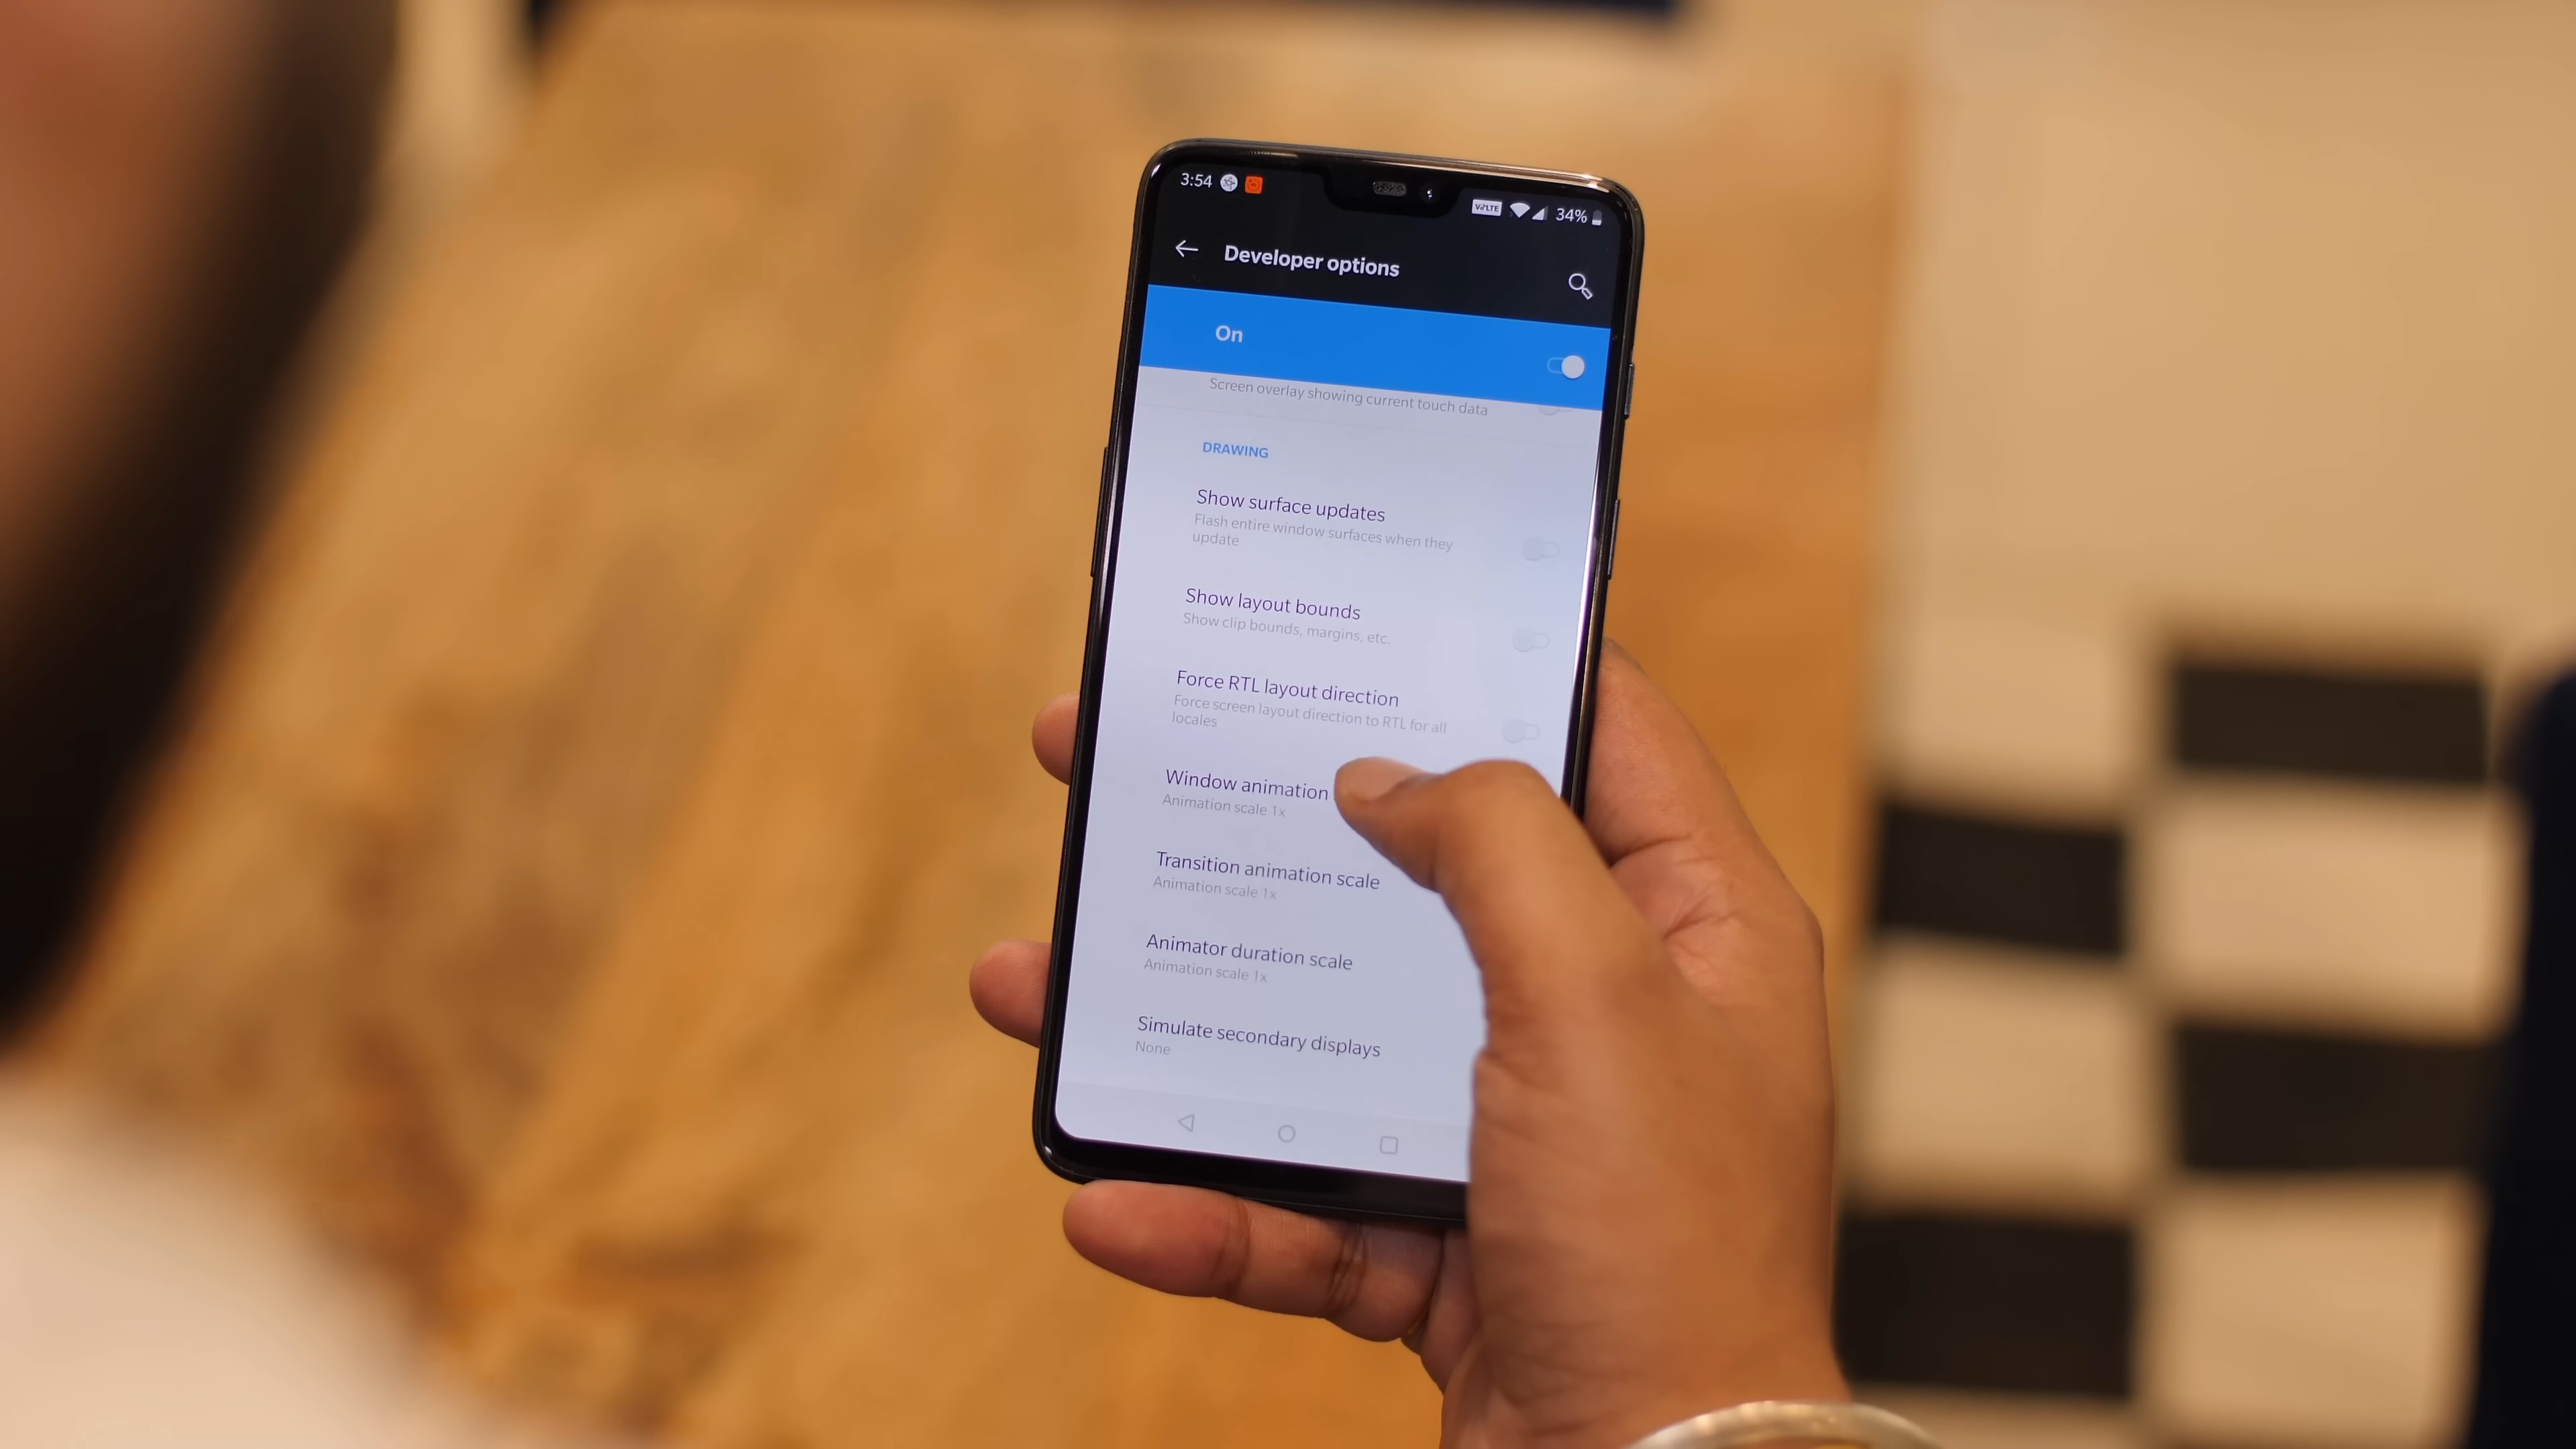 3:54
VoLTE
34%
Developer options
On
Screen overlay showing current touch data
DRAWING
Show surface updates
Flash entire window surfaces when they
update
Show layout bounds
Show clip bounds, margins, etc.
Force RTL layout direction
Force screen layout direction to RTL for all
locales
Window animation
Animation scale 1x
Transition animation scale
Animation scale 1x
Animator duration scale
Animation scale 1x
Simulate secondary displays
None